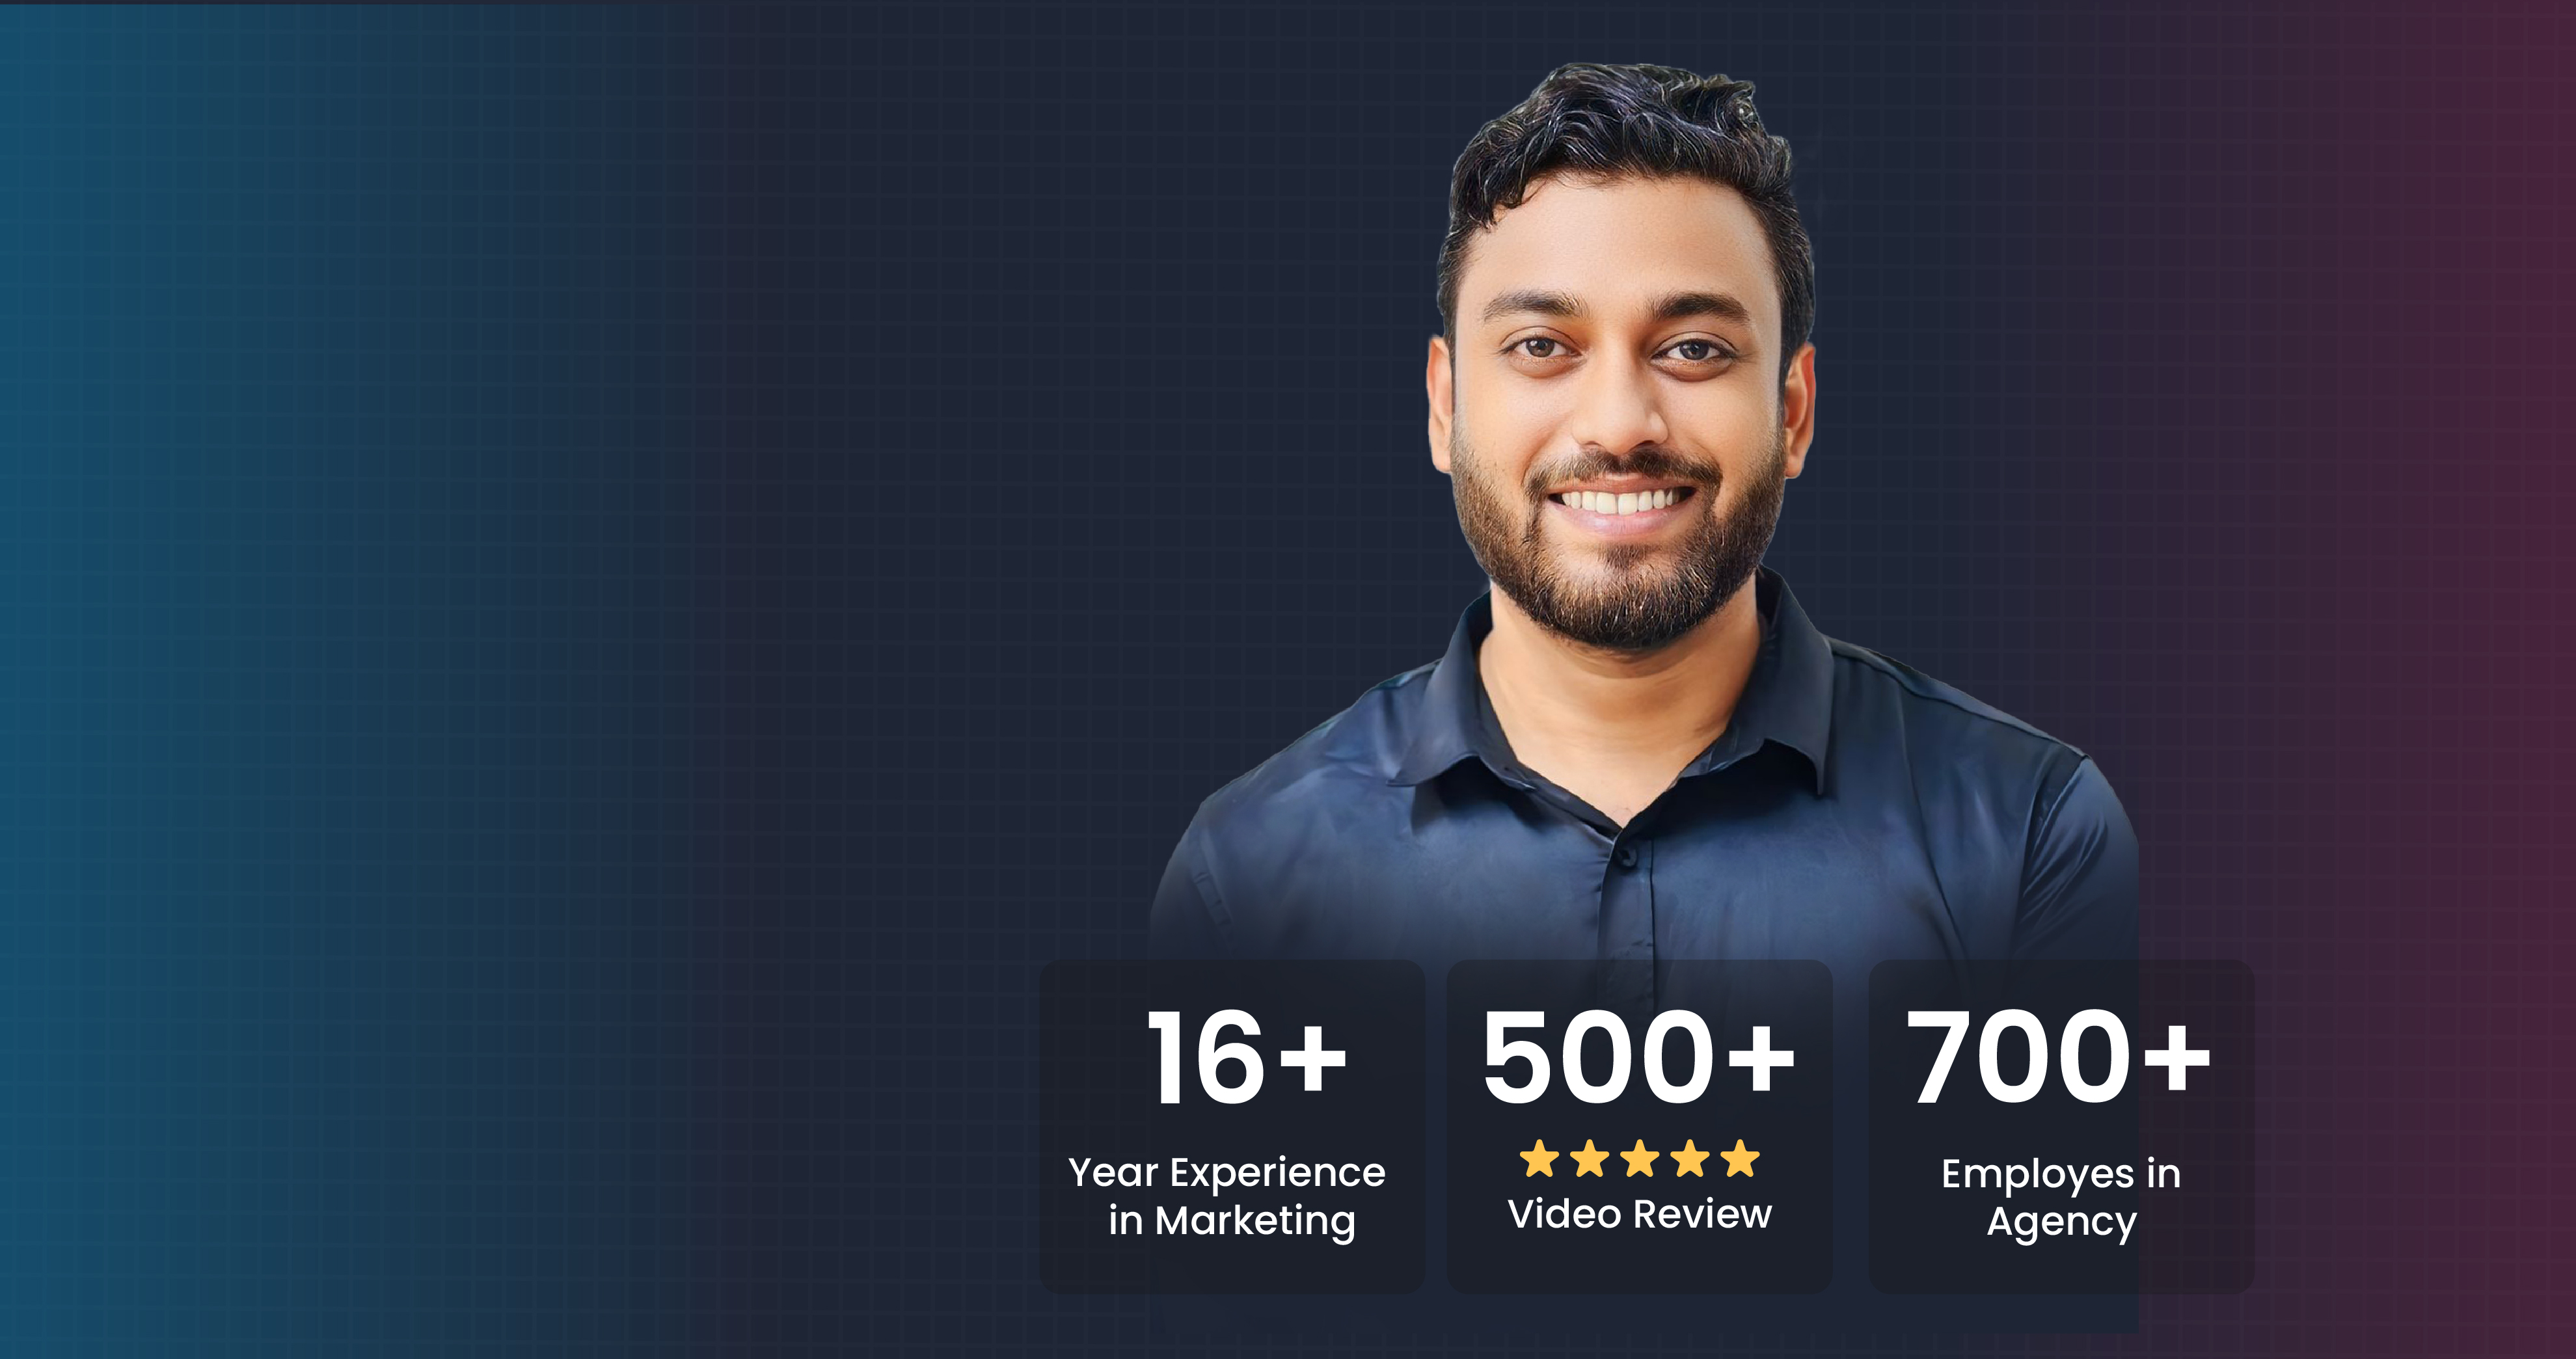 16+
Year Experience
in Marketing
500+
Video Review
700+
Employes in
Agency